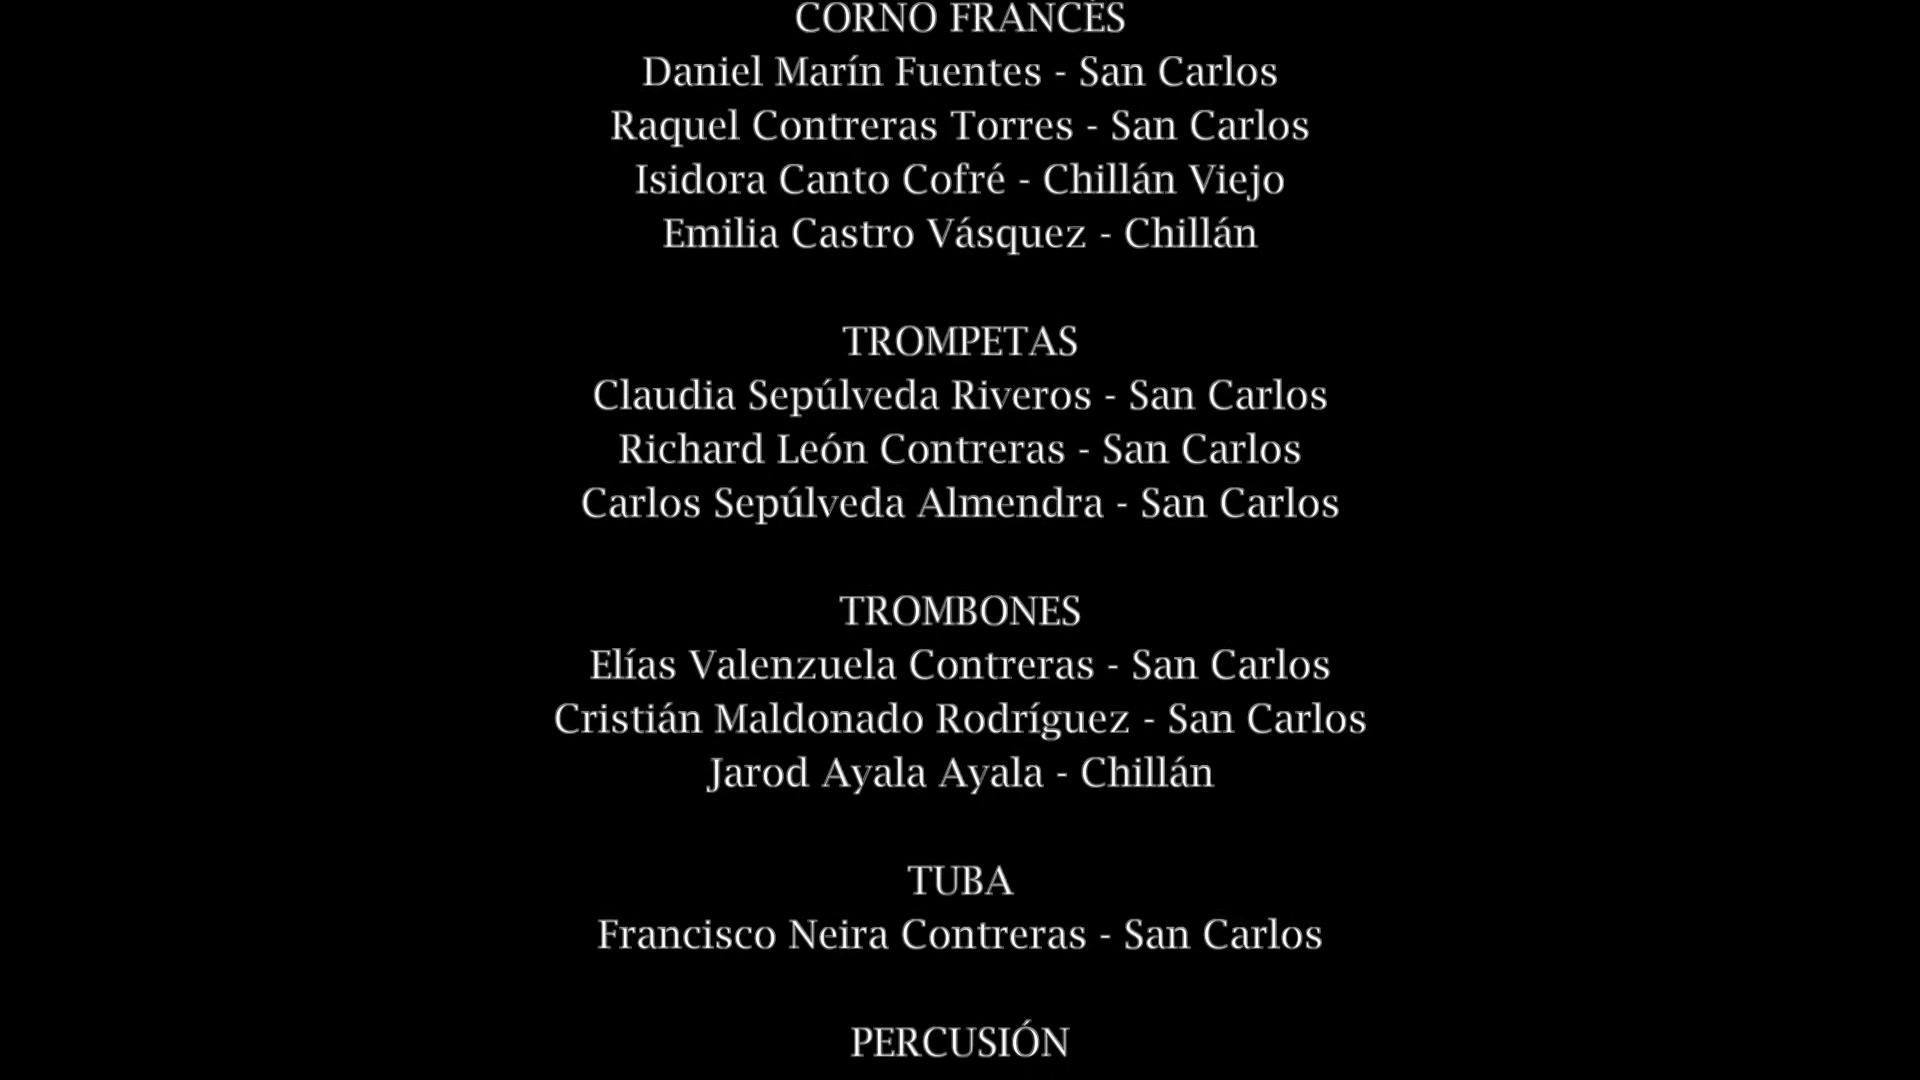 CORNO FRANCÉS
Daniel Marín Fuentes - San Carlos
Raquel Contreras Torres - San Carlos
Isidora Canto Cofré - Chillán Viejo
Emilia Castro Vásquez - Chillán
TROMPETAS
Claudia Sepúlveda Riveros - San Carlos
Richard León Contreras - San Carlos
Carlos Sepúlveda Almendra - San Carlos
TROMBONES
Elías Valenzuela Contreras - San Carlos
Cristián Maldonado Rodríguez - San Carlos
Jarod Ayala Ayala - Chillán
TUBA
Francisco Neira Contreras - San Carlos
PERCUSIÓN